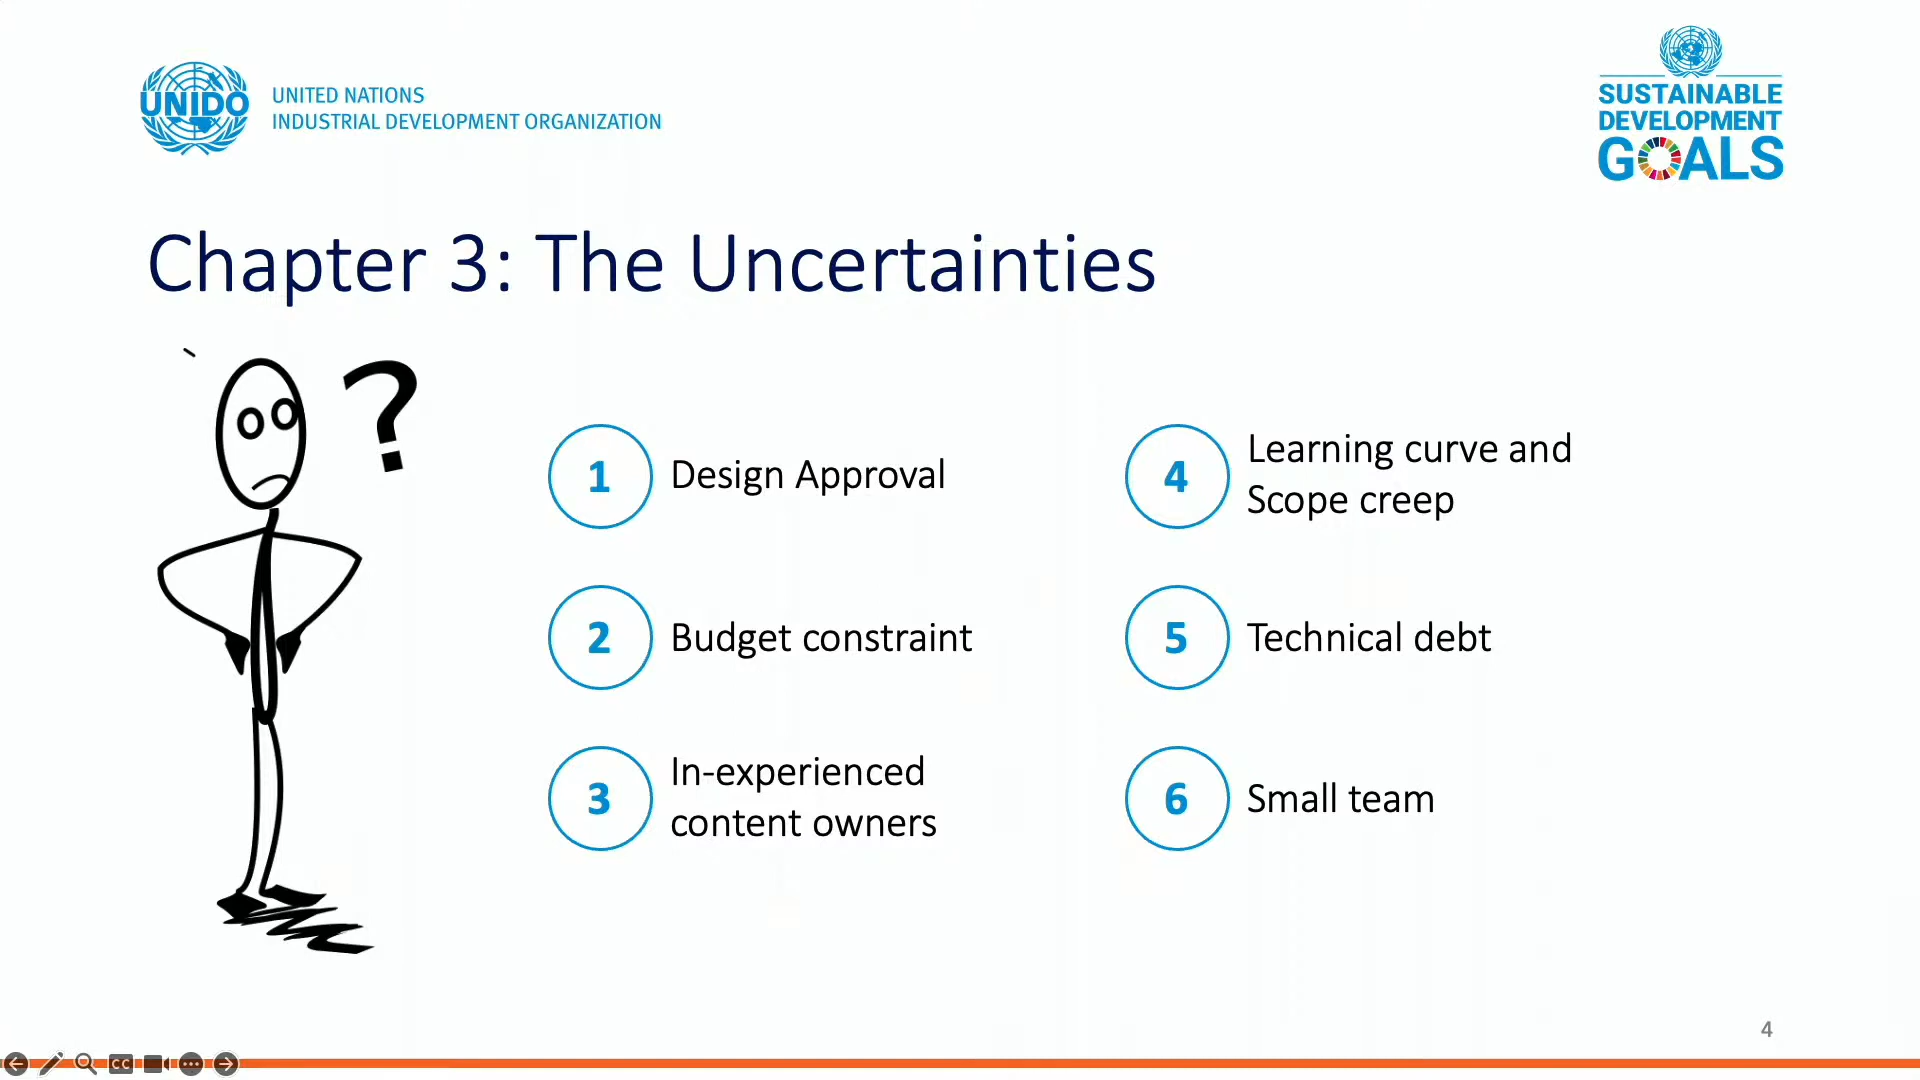 UNIDO
UNITED NATIONS
INDUSTRIAL DEVELOPMENT ORGANIZATION
SUSTAINABLE
DEVELOPMENT
GOALS
Chapter 3: The Uncertainties
?
1 Design Approval
2 Budget constraint
3 In-experienced
content owners
4 Learning curve and
Scope creep
5 Technical debt
6 Small team
4
CC